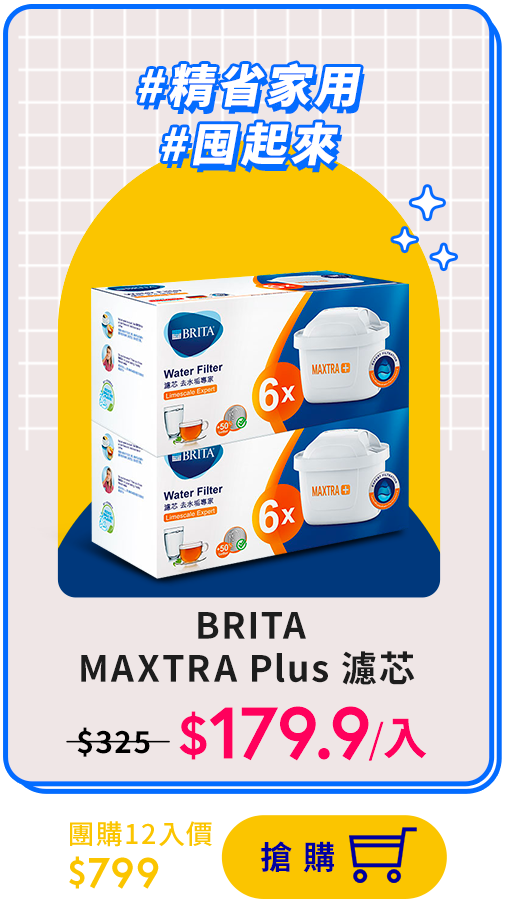 #精省家用
#囤起來
BRITA
Water Filter
濾芯 去水垢專家
Limescale Expert
6x
MAXTRA
+50
BRITA
Water Filter
濾芯 去水垢專家
Limescale Expert
6x
MAXTRA
+50
BRITA
MAXTRA Plus 濾芯
$325 $179.9/入
團購12入價
$799
搶購